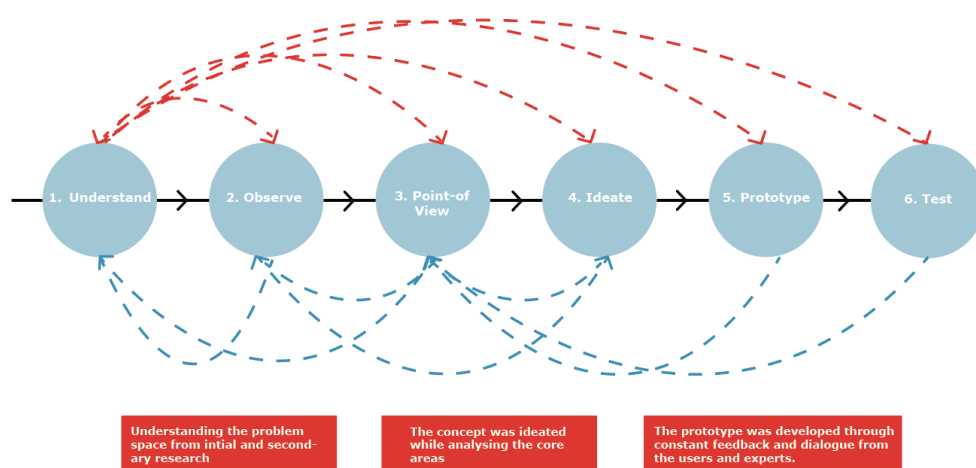 1. Understand
2. Observe
3. Point-of
View
4. Ideate
5. Prototype
6. Test
Understanding the problem
space from intial and second-
ary research
The concept was ideated
while analysing the core
areas
The prototype was developed through
constant feedback and dialogue from
the users and experts.